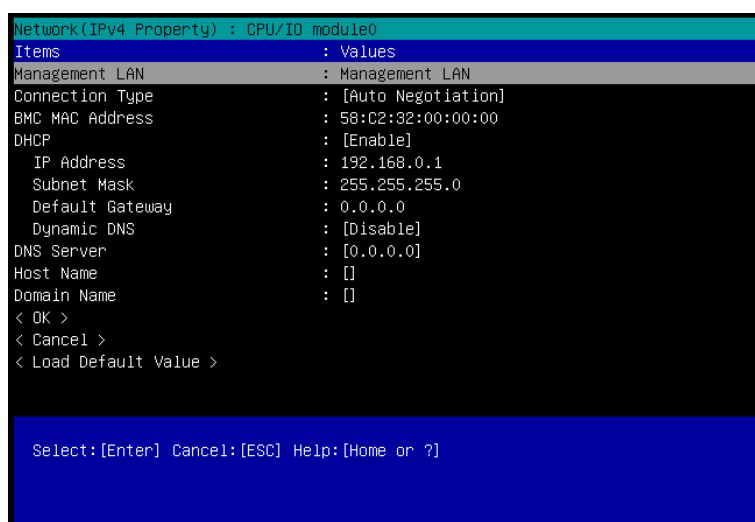 Network(IPv4 Property) : CPU/IO module0
Items : Values
Management LAN : Management LAN
Connection Type : [Auto Negotiation]
BMC MAC Address : 58:C2:32:00:00:00
DHCP : [Enable]
IP Address : 192.168.0.1
Subnet Mask : 255.255.255.0
Default Gateway : 0.0.0.0
Dynamic DNS : [Disable]
DNS Server : [0.0.0.0]
Host Name : []
Domain Name : []
< OK >
< Cancel >
< Load Default Value >
Select:[Enter] Cancel:[ESC] Help:[Home or ?]